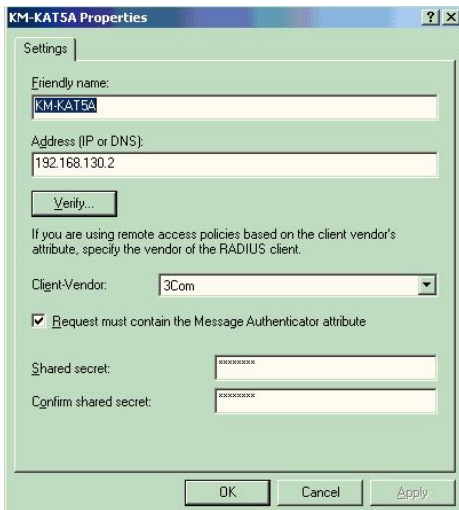 KM-KAT5A Properties
Settings
Friendly name:
KM-KAT5A
Address (IP or DNS):
192.168.130.2
Verify...
If you are using remote access policies based on the client vendor's
attribute, specify the vendor of the RADIUS client.
Client-Vendor:
3Com
Request must contain the Message Authenticator attribute
Shared secret:
xxxxxxxx
Confirm shared secret:
xxxxxxxx
OK
Cancel
Apply